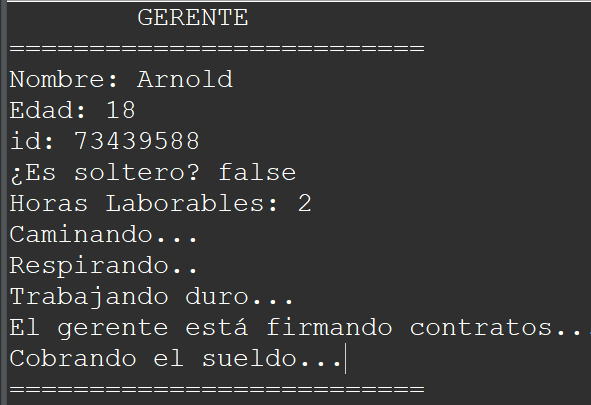 GERENTE
==========================
Nombre: Arnold
Edad: 18
id: 73439588
¿Es soltero? false
Horas Laborables: 2
Caminando...
Respirando..
Trabajando duro...
El gerente está firmando contratos...
Cobrando el sueldo...
==========================